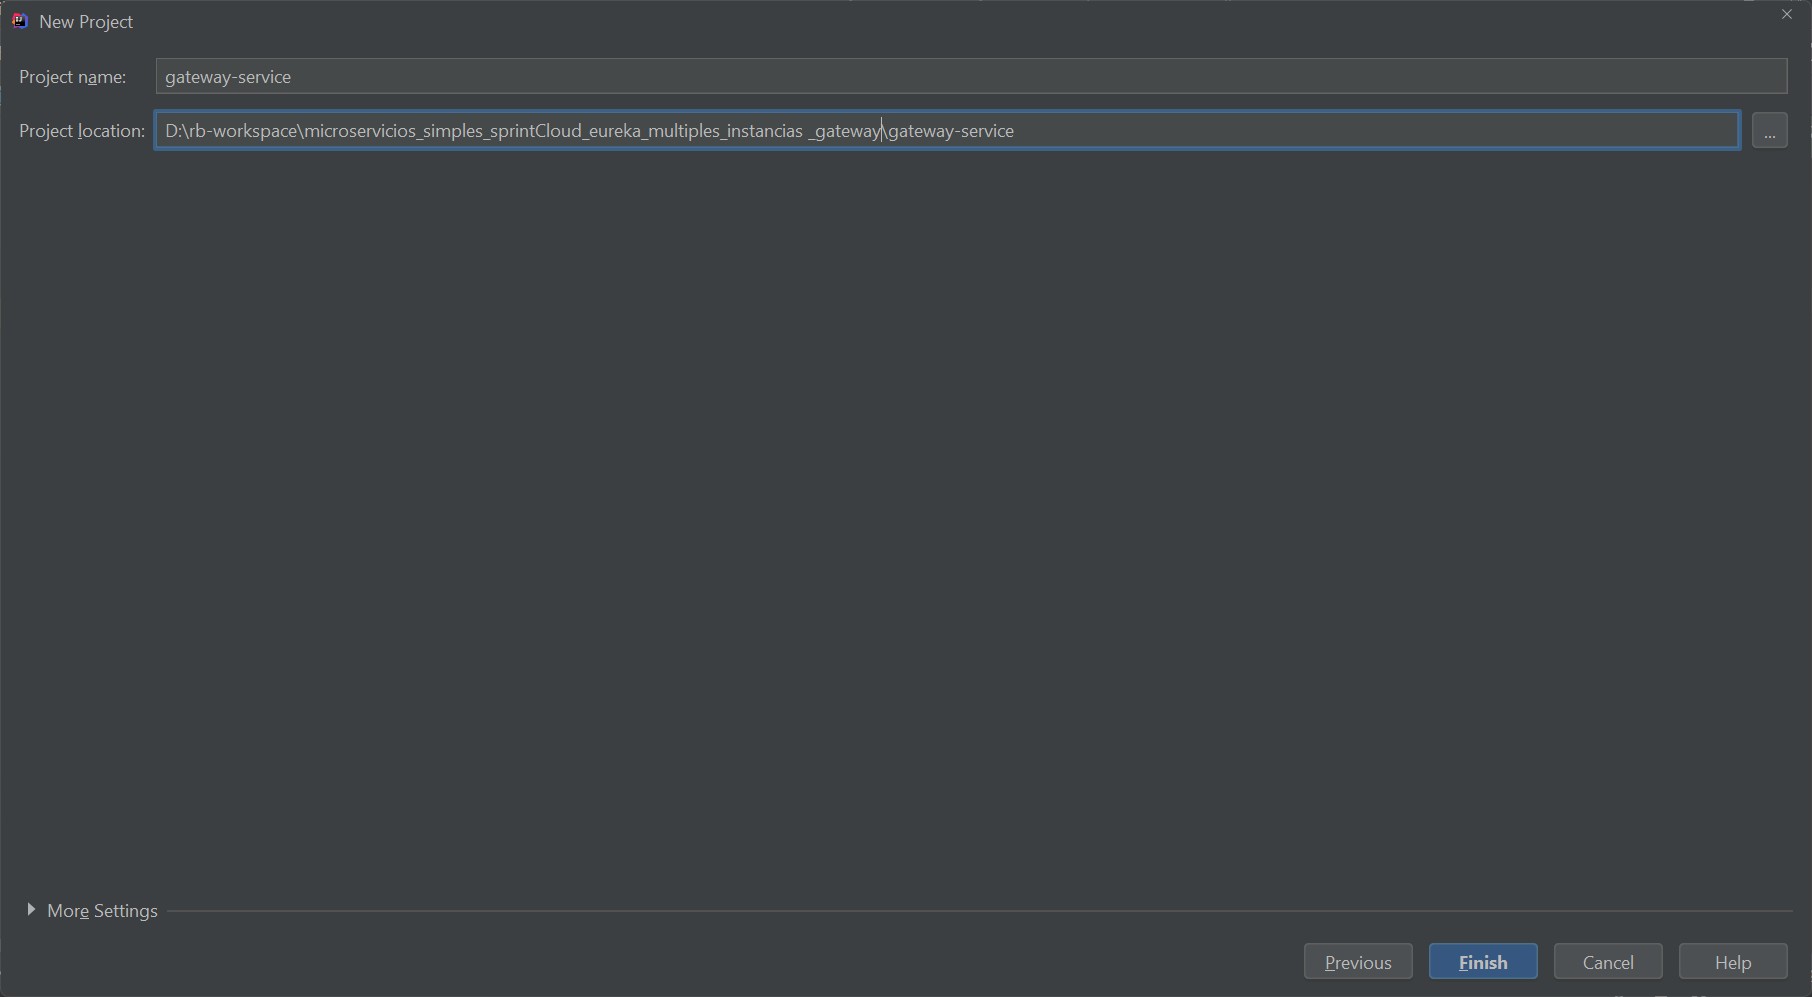 New Project
Project name: gateway-service
Project location: D:\rb-workspace\microservicios_simples_sprintCloud_eureka_multiples_instancias _gateway\gateway-service ...
More Settings
Previous Finish Cancel Help